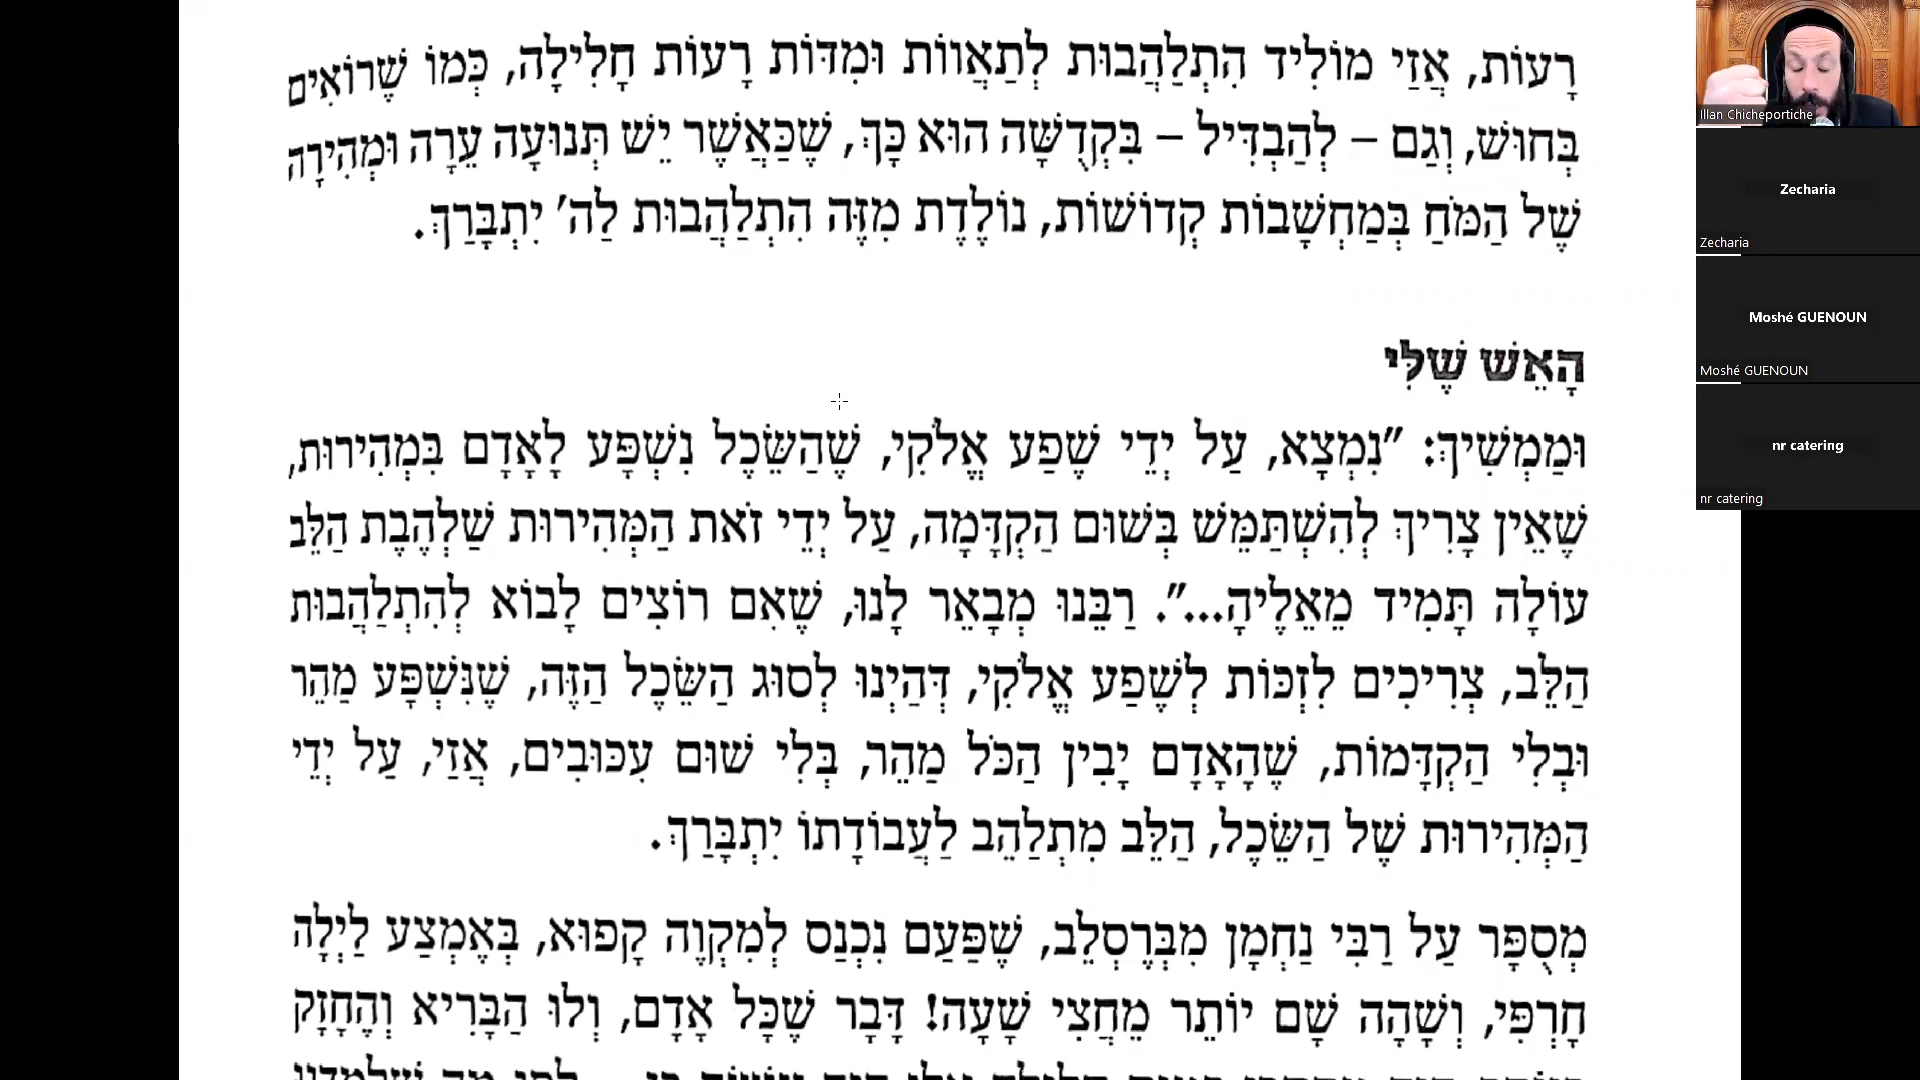 רָעוֹת, אֲזַי מוֹלִיד הִתְלַהֲבוּת לְתַאֲווֹת וּמִדּוֹת רָעוֹת חָלִילָה, כְּמוֹ שֶׁרוֹאִים
בְּחוּשׁ, וְגַם – לְהַבְדִּיל – בִּקְדֻשָּׁה הוּא כָּךְ, שֶׁכַּאֲשֶׁר יֵשׁ תְּנוּעָה עֵרָה וּמְהִירָה
שֶׁל הַמֹּחַ בְּמַחְשָׁבוֹת קְדוֹשׁוֹת, נוֹלֶדֶת מִזֶּה הִתְלַהֲבוּת לַה' יִתְבָּרַךְ.
הָאֵשׁ שֶׁלִּי
וּמַמְשִׁיךְ: "נִמְצָא, עַל יְדֵי שֶׁפַע אֱלֹקִי, שֶׁהַשֵּׂכֶל נִשְׁפָּע לָאָדָם בִּמְהִירוּת,
שֶׁאֵין צָרִיךְ לְהִשְׁתַּמֵּשׁ בְּשׁוּם הַקְדָּמָה, עַל יְדֵי זֹאת הַמְּהִירוּת שַׁלְהֶבֶת הַלֵּב
עוֹלָה תָּמִיד מֵאֵלֶיהָ...". רַבֵּנוּ מְבָאֵר לָנוּ, שֶׁאִם רוֹצִים לָבוֹא לְהִתְלַהֲבוּת
הַלֵּב, צְרִיכִים לִזְכּוֹת לְשֶׁפַע אֱלֹקִי, דְּהַיְנוּ לְסוּג הַשֵּׂכֶל הַזֶּה, שֶׁנִּשְׁפָּע מַהֵר
וּבְלִי הַקְדָּמוֹת, שֶׁהָאָדָם יָבִין הַכֹּל מַהֵר, בְּלִי שׁוּם עִכּוּבִים, אֲזַי, עַל יְדֵי
הַמְּהִירוּת שֶׁל הַשֵּׂכֶל, הַלֵּב מִתְלַהֵב לַעֲבוֹדָתוֹ יִתְבָּרַךְ.
מְסֻפָּר עַל רַבִּי נַחְמָן מִבְּרֶסְלֵב, שֶׁפַּעַם נִכְנַס לְמִקְוֶה קָפוּא, בְּאֶמְצַע לַיְלָה
חָרְפִּי, וְשָׁהָה שָׁם יוֹתֵר מֵחֲצִי שָׁעָה! דָּבָר שֶׁכָּל אָדָם, וְלוּ הַבָּרִיא וְהֶחָזָק
Illan Chicheportiche
Zecharia
Zecharia
Moshé GUENOUN
Moshé GUENOUN
nr catering
nr catering